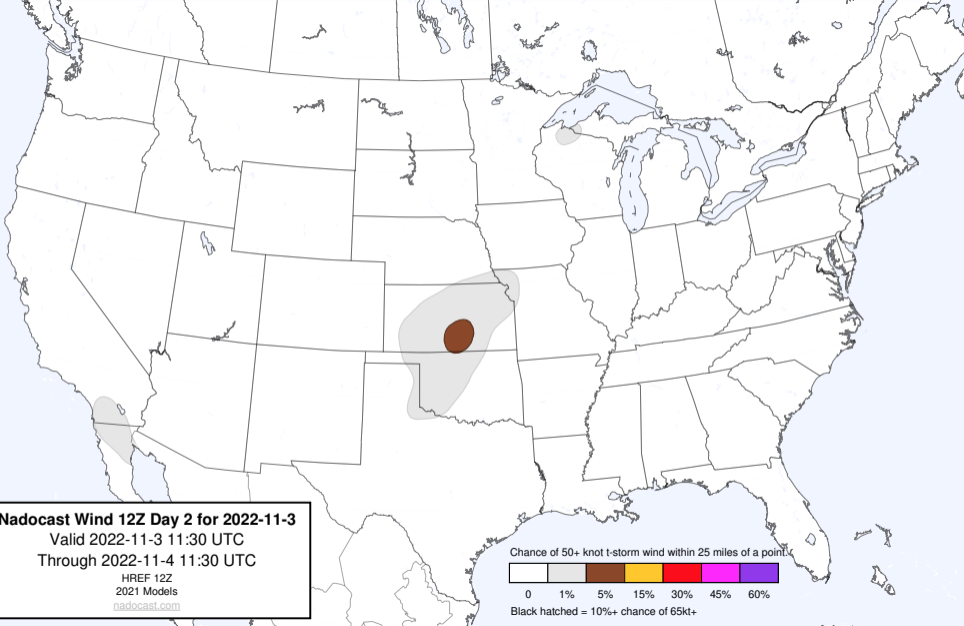 Nadocast Wind 12Z Day 2 for 2022-11-3
Valid 2022-11-3 11:30 UTC
Through 2022-11-4 11:30 UTC
HREF 12Z
2021 Models
nadocast.com
Chance of 50+ knot t-storm wind within 25 miles of a point.
0 1% 5% 15% 30% 45% 60%
Black hatched = 10%+ chance of 65kt+